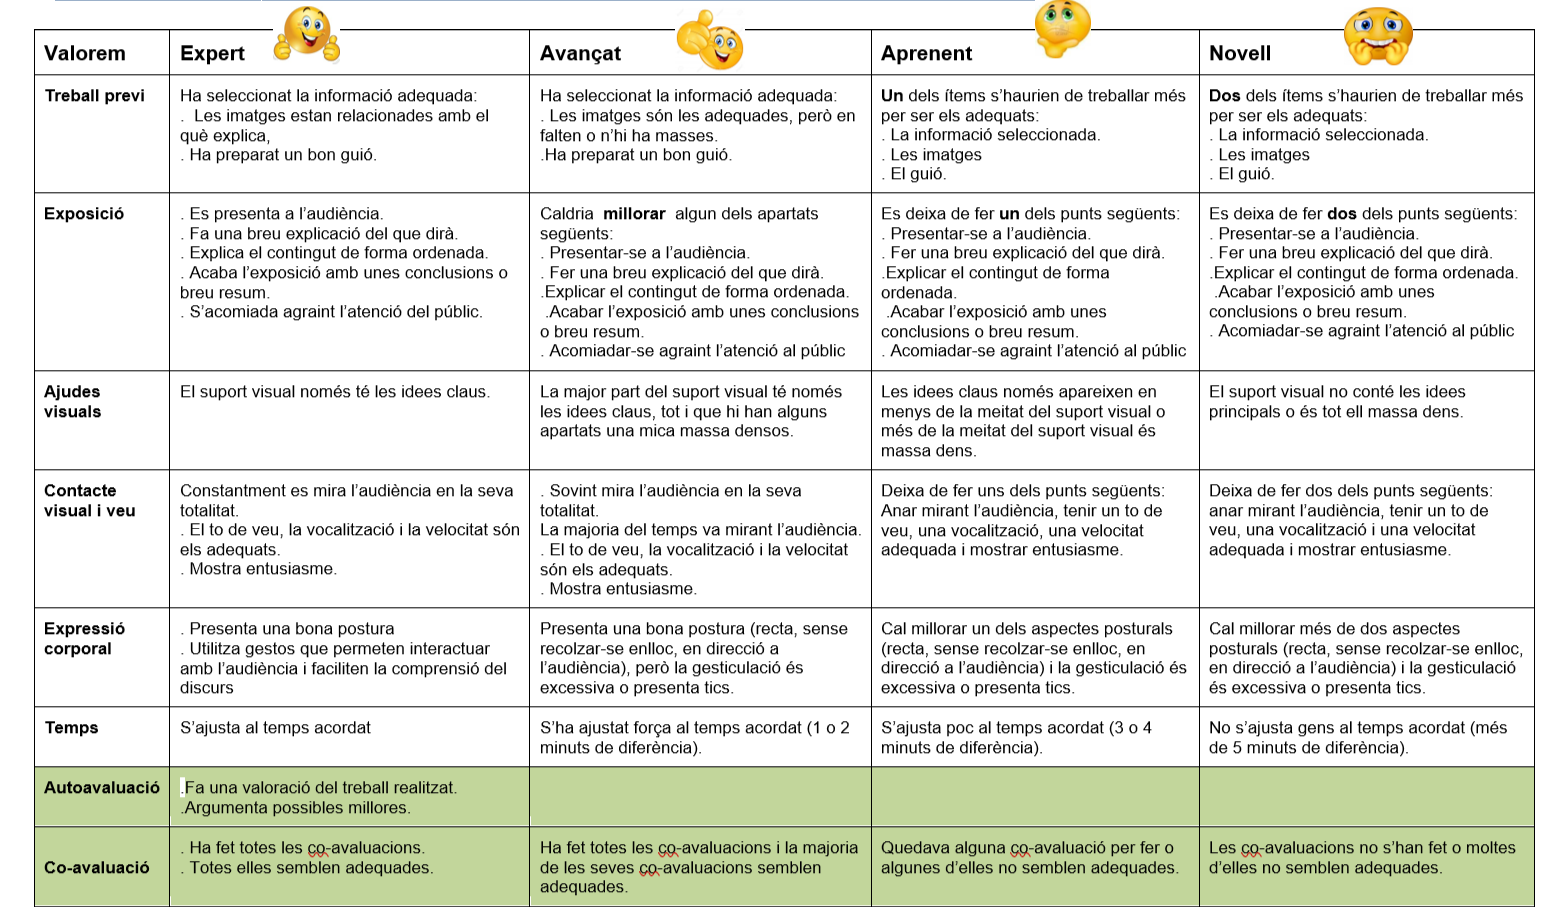 Valorem
Expert
Avançat
Aprenent
Novell
Treball previ
Ha seleccionat la informació adequada:
. Les imatges estan relacionades amb el
què explica,
. Ha preparat un bon guió.
Ha seleccionat la informació adequada:
. Les imatges són les adequades, però en
falten o n’hi ha masses.
.Ha preparat un bon guió.
Un dels ítems s’haurien de treballar més
per ser els adequats:
. La informació seleccionada.
. Les imatges
. El guió.
Dos dels ítems s’haurien de treballar més
per ser els adequats:
. La informació seleccionada.
. Les imatges
. El guió.
Exposició
. Es presenta a l’audiència.
. Fa una breu explicació del que dirà.
. Explica el contingut de forma ordenada.
. Acaba l’exposició amb unes conclusions o
breu resum.
. S’acomiada agraint l’atenció del públic.
Caldria millorar algun dels apartats
següents:
. Presentar-se a l’audiència.
. Fer una breu explicació del que dirà.
.Explicar el contingut de forma ordenada.
.Acabar l’exposició amb unes conclusions
o breu resum.
. Acomiadar-se agraint l’atenció al públic
Es deixa de fer un dels punts següents:
. Presentar-se a l’audiència.
. Fer una breu explicació del que dirà.
.Explicar el contingut de forma
ordenada.
.Acabar l’exposició amb unes
conclusions o breu resum.
. Acomiadar-se agraint l’atenció al públic
Es deixa de fer dos dels punts següents:
. Presentar-se a l’audiència.
. Fer una breu explicació del que dirà.
.Explicar el contingut de forma ordenada.
.Acabar l’exposició amb unes
conclusions o breu resum.
. Acomiadar-se agraint l’atenció al públic
Ajudes
visuals
El suport visual només té les idees claus.
La major part del suport visual té només
les idees claus, tot i que hi han alguns
apartats una mica massa densos.
Les idees claus només apareixen en
menys de la meitat del suport visual o
més de la meitat del suport visual és
massa dens.
El suport visual no conté les idees
principals o és tot ell massa dens.
Contacte
visual i veu
Constantment es mira l’audiència en la seva
totalitat.
. El to de veu, la vocalització i la velocitat són
els adequats.
. Mostra entusiasme.
. Sovint mira l’audiència en la seva
totalitat.
La majoria del temps va mirant l’audiència.
. El to de veu, la vocalització i la velocitat
són els adequats.
. Mostra entusiasme.
Deixa de fer uns dels punts següents:
Anar mirant l’audiència, tenir un to de
veu, una vocalització, una velocitat
adequada i mostrar entusiasme.
Deixa de fer dos dels punts següents:
anar mirant l’audiència, tenir un to de
veu, una vocalització i una velocitat
adequada i mostrar entusiasme.
Expressió
corporal
. Presenta una bona postura
. Utilitza gestos que permeten interactuar
amb l’audiència i faciliten la comprensió del
discurs
Presenta una bona postura (recta, sense
recolzar-se enlloc, en direcció a
l’audiència), però la gesticulació és
excessiva o presenta tics.
Cal millorar un dels aspectes posturals
(recta, sense recolzar-se enlloc, en
direcció a l’audiència) i la gesticulació és
excessiva o presenta tics.
Cal millorar més de dos aspectes
posturals (recta, sense recolzar-se enlloc,
en direcció a l’audiència) i la gesticulació
és excessiva o presenta tics.
Temps
S’ajusta al temps acordat
S’ha ajustat força al temps acordat (1 o 2
minuts de diferència).
S’ajusta poc al temps acordat (3 o 4
minuts de diferència).
No s’ajusta gens al temps acordat (més
de 5 minuts de diferència).
Autoavaluació
.Fa una valoració del treball realitzat.
.Argumenta possibles millores.
Co-avaluació
. Ha fet totes les co-avaluacions.
. Totes elles semblen adequades.
Ha fet totes les co-avaluacions i la majoria
de les seves co-avaluacions semblen
adequades.
Quedava alguna co-avaluació per fer o
algunes d’elles no semblen adequades.
Les co-avaluacions no s’han fet o moltes
d’elles no semblen adequades.